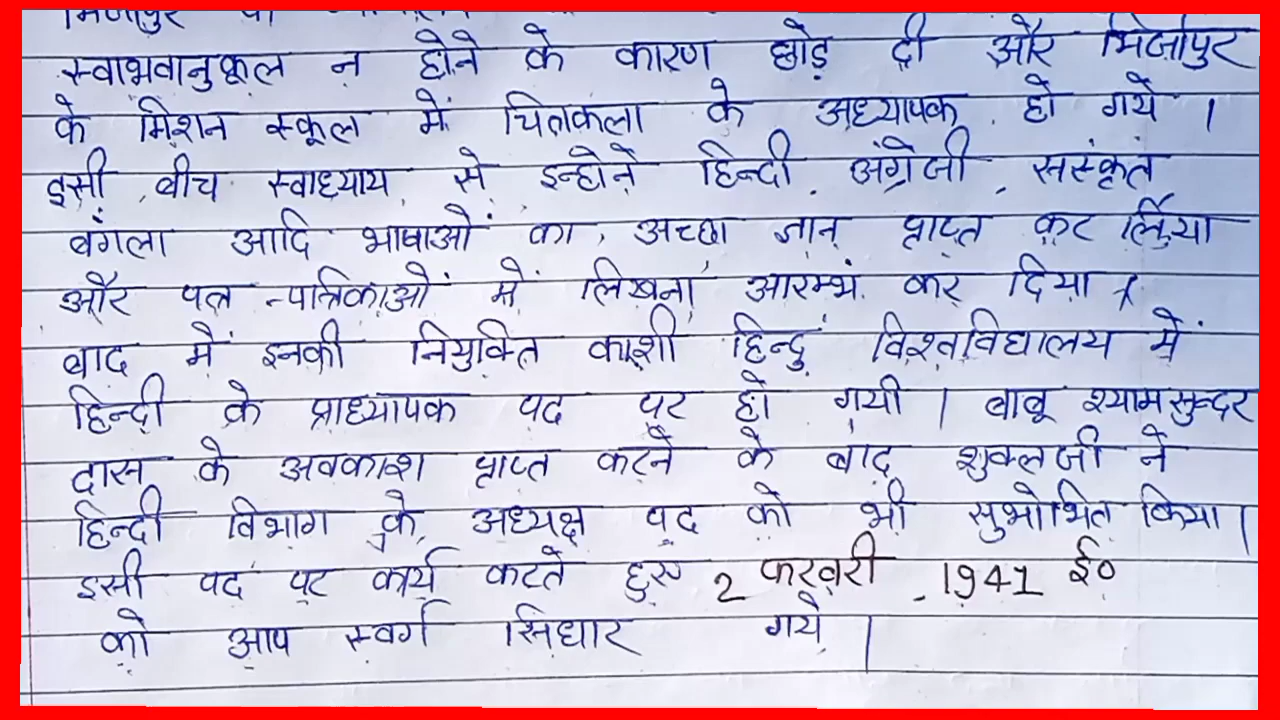 स्वाभवानुकूल न होने के कारण छोड़ दी और मिर्जापुर
के मिशन स्कूल में चित्रकला के अध्यापक हो गये ।
इसी बीच स्वाध्याय से इन्होने हिन्दी, अंग्रेजी, संस्कृत
बँगला आदि भाषाओं का अच्छा ज्ञान प्राप्त कर लिया
और पत्र-पत्रिकाओं में लिखना आरम्भ कर दिया ।
बाद में इनकी नियुक्ति काशी हिन्दु विश्वविद्यालय में
हिन्दी के प्राध्यापक पद पर हो गयी । बाबू श्यामसुन्दर
दास के अवकाश प्राप्त करने के बाद शुक्लजी ने
हिन्दी विभाग के अध्यक्ष पद को भी सुभोभित किया ।
इसी पद पर कार्य करते हुए 2 फरवरी 1941 ई०
को आप स्वर्ग सिधार गये ।